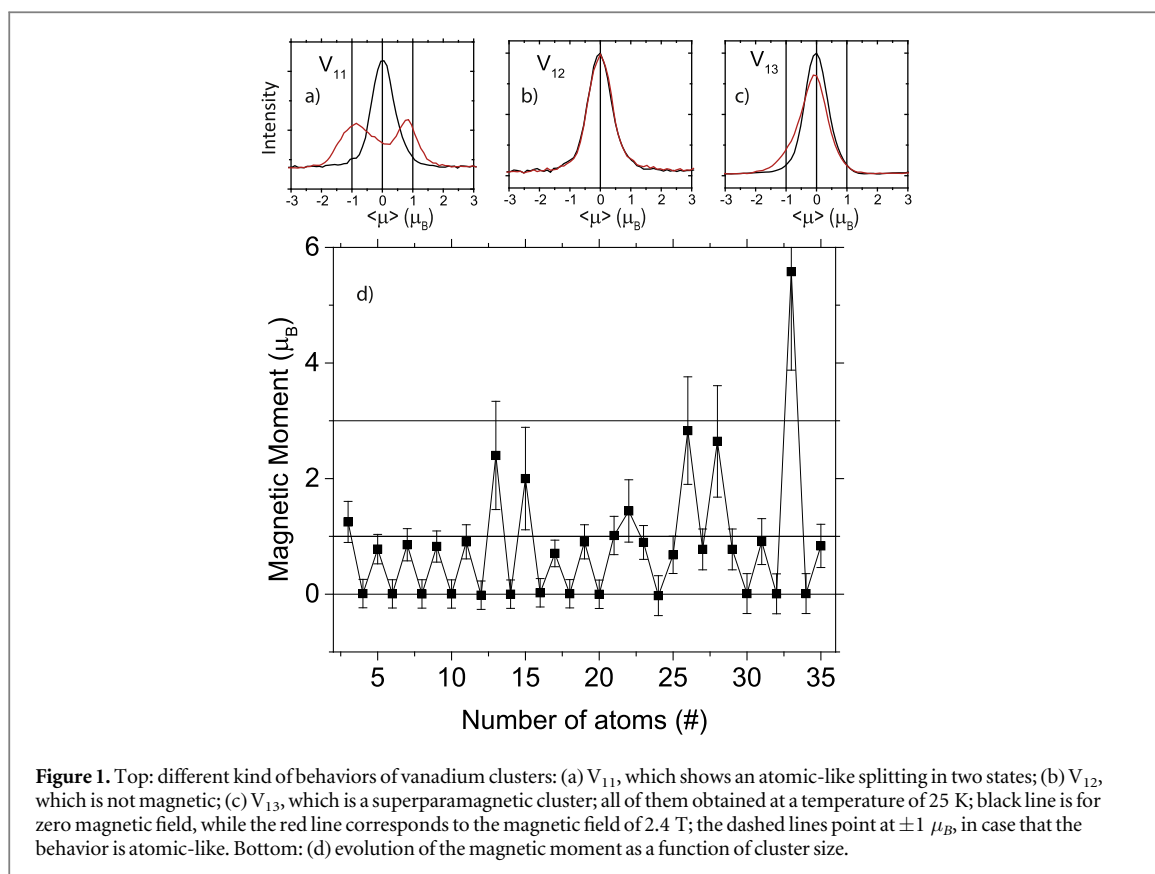 V₁₁
a)
V₁₂
b)
V₁₃
c)
Intensity
-3 -2 -1 0 1 2 3
-3 -2 -1 0 1 2 3
-3 -2 -1 0 1 2 3
<μ> (μ_B)
<μ> (μ_B)
<μ> (μ_B)
d)
6
4
2
0
Magnetic Moment (μ_B)
5 10 15 20 25 30 35
Number of atoms (#)
Figure 1. Top: different kind of behaviors of vanadium clusters: (a) V₁₁, which shows an atomic-like splitting in two states; (b) V₁₂,
which is not magnetic; (c) V₁₃, which is a superparamagnetic cluster; all of them obtained at a temperature of 25 K; black line is for
zero magnetic field, while the red line corresponds to the magnetic field of 2.4 T; the dashed lines point at ±1 μ_B, in case that the
behavior is atomic-like. Bottom: (d) evolution of the magnetic moment as a function of cluster size.